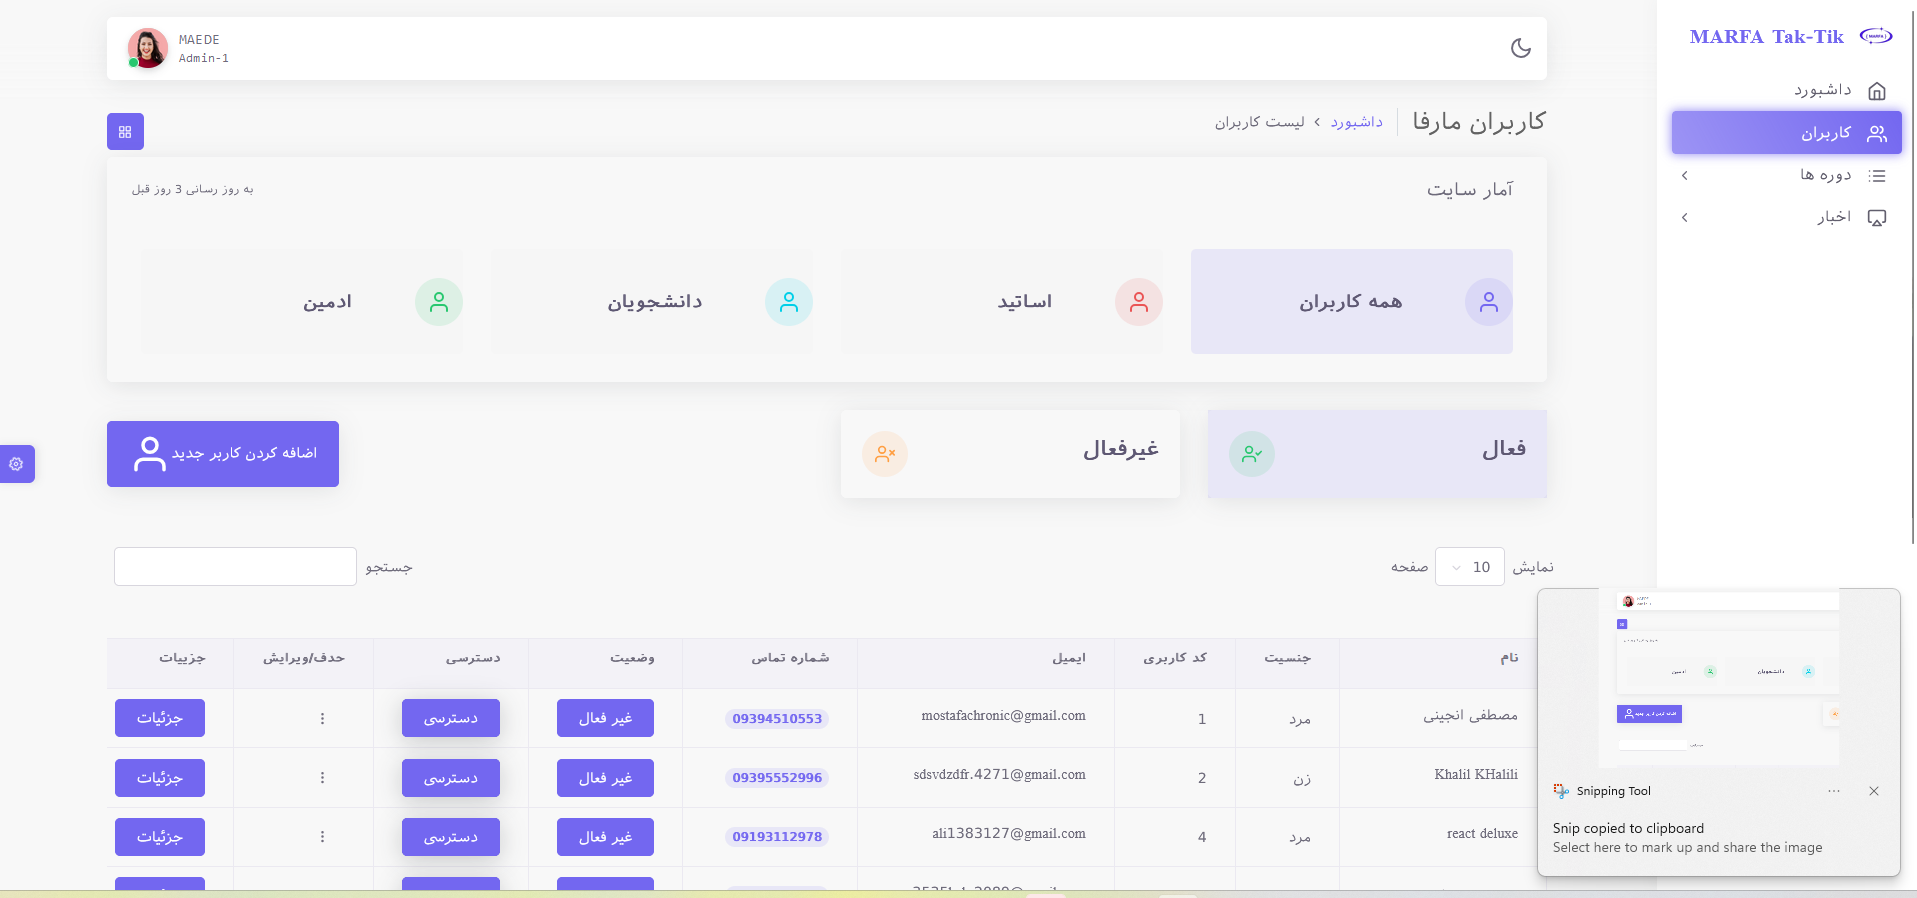 MARFA Tak-Tik
MARFA
داشبورد
کاربران
دوره ها
اخبار
MAEDE
Admin-1
کاربران مارفا
داشبورد
لیست کاربران
آمار سایت
به روز رسانی 3 روز قبل
همه کاربران
اساتید
دانشجویان
ادمین
فعال
غیرفعال
اضافه کردن کاربر جدید
نمایش 10 صفحه
جستجو
نام جنسیت کد کاربری ایمیل شماره تماس وضعیت دسترسی حذف/ویرایش جزییات
مصطفی انجینی مرد 1 mostafachronic@gmail.com 09394510553 غیر فعال دسترسی جزئیات
Khalil KHalili زن 2 sdsvdzdfr.4271@gmail.com 09395552996 غیر فعال دسترسی جزئیات
react deluxe مرد 4 ali1383127@gmail.com 09193112978 غیر فعال دسترسی جزئیات
ادمین
دانشجویان
Snipping Tool
Snip copied to clipboard
Select here to mark up and share the image